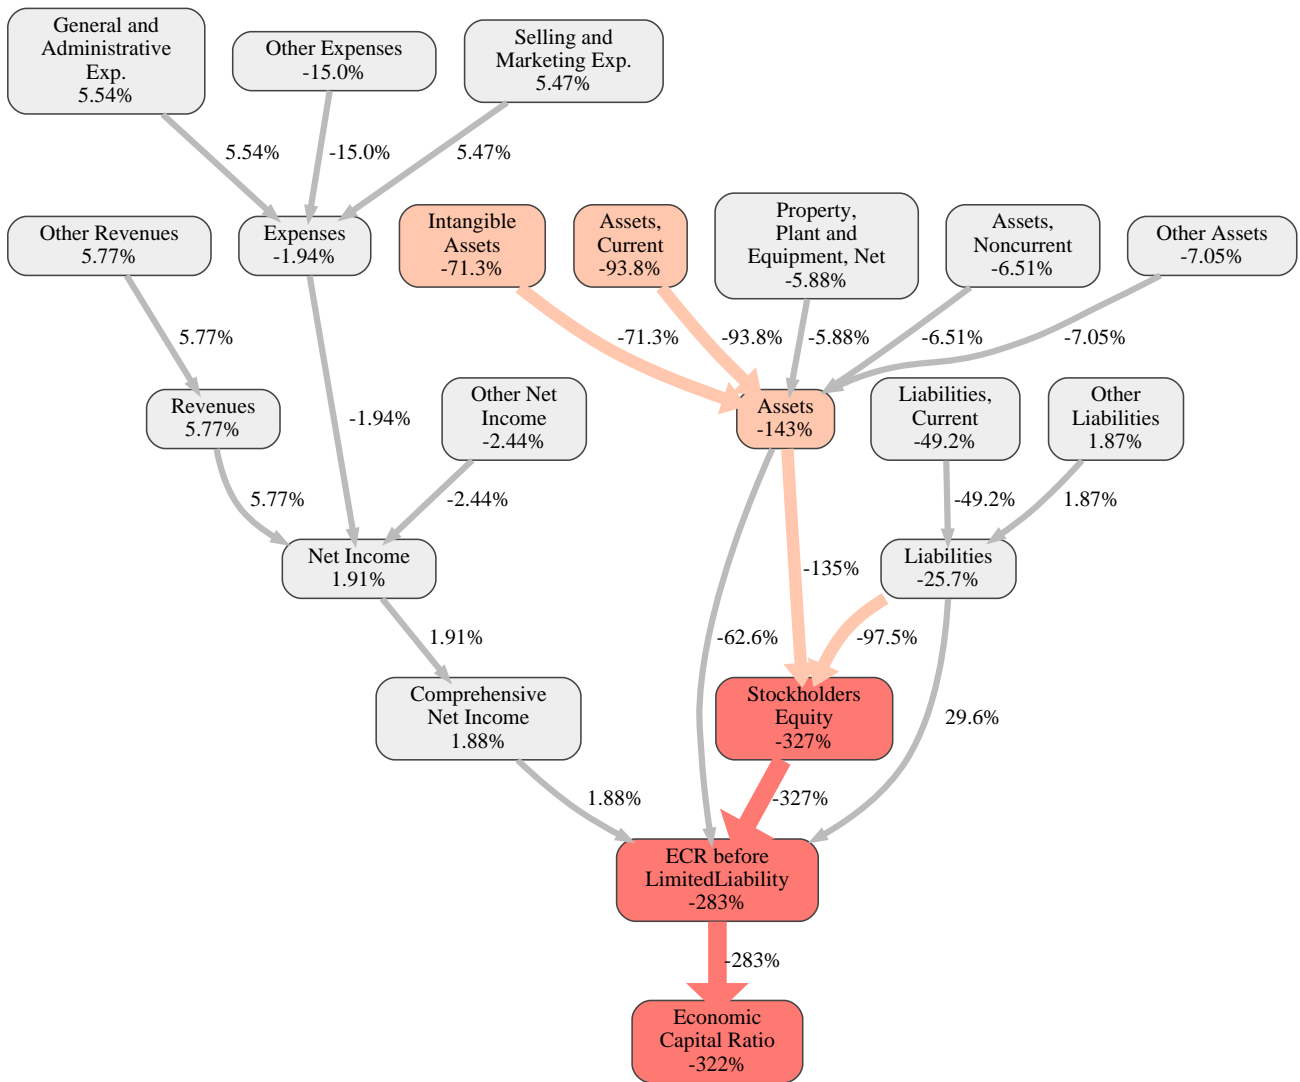 General and
Administrative
Exp.
5.54%
Other Expenses
-15.0%
Selling and
Marketing Exp.
5.47%
5.54%
-15.0%
5.47%
Other Revenues
5.77%
Expenses
-1.94%
Intangible
Assets
-71.3%
Assets,
Current
-93.8%
Property,
Plant and
Equipment, Net
-5.88%
Assets,
Noncurrent
-6.51%
Other Assets
-7.05%
5.77%
-71.3%
-93.8%
-5.88%
-6.51%
-7.05%
Revenues
5.77%
-1.94%
Other Net
Income
-2.44%
Assets
-143%
Liabilities,
Current
-49.2%
Other
Liabilities
1.87%
5.77%
-2.44%
-49.2%
1.87%
Net Income
1.91%
-135%
Liabilities
-25.7%
1.91%
-62.6%
-97.5%
Comprehensive
Net Income
1.88%
Stockholders
Equity
-327%
29.6%
1.88%
-327%
ECR before
LimitedLiability
-283%
-283%
Economic
Capital Ratio
-322%